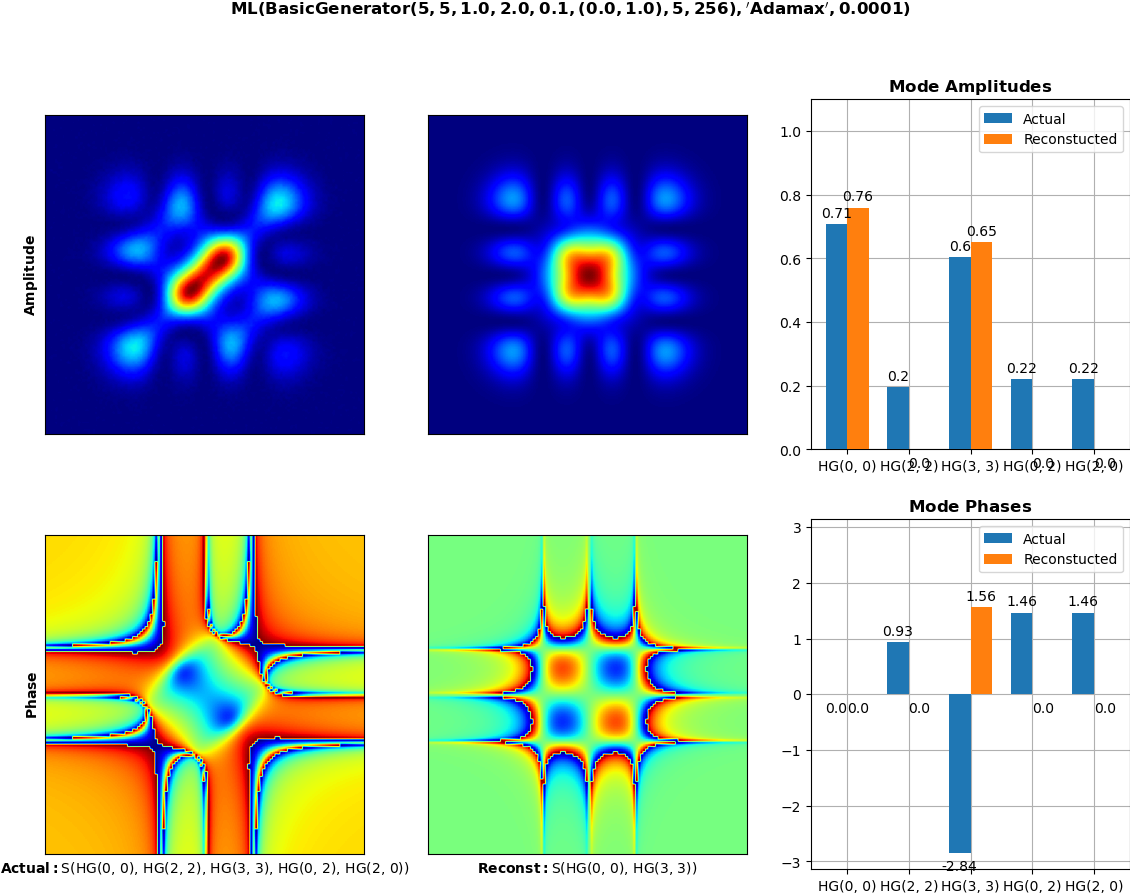 ML(BasicGenerator(5, 5, 1.0, 2.0, 0.1, (0.0, 1.0), 5, 256), 'Adamax', 0.0001)
Mode Amplitudes
Actual
Reconstucted
1.0
0.8
0.6
0.4
0.2
0.0
0.71
0.76
0.2
0.0
0.6
0.65
0.22
0.0
0.22
0.0
HG(0, 0) HG(2, 2) HG(3, 3) HG(0, 2) HG(2, 0)
Amplitude
Mode Phases
Actual
Reconstucted
3
2
1
0
−1
−2
−3
0.0
0.0
0.93
0.0
-2.84
1.56
1.46
0.0
1.46
0.0
HG(0, 0) HG(2, 2) HG(3, 3) HG(0, 2) HG(2, 0)
Phase
Actual: S(HG(0, 0), HG(2, 2), HG(3, 3), HG(0, 2), HG(2, 0))
Reconst: S(HG(0, 0), HG(3, 3))